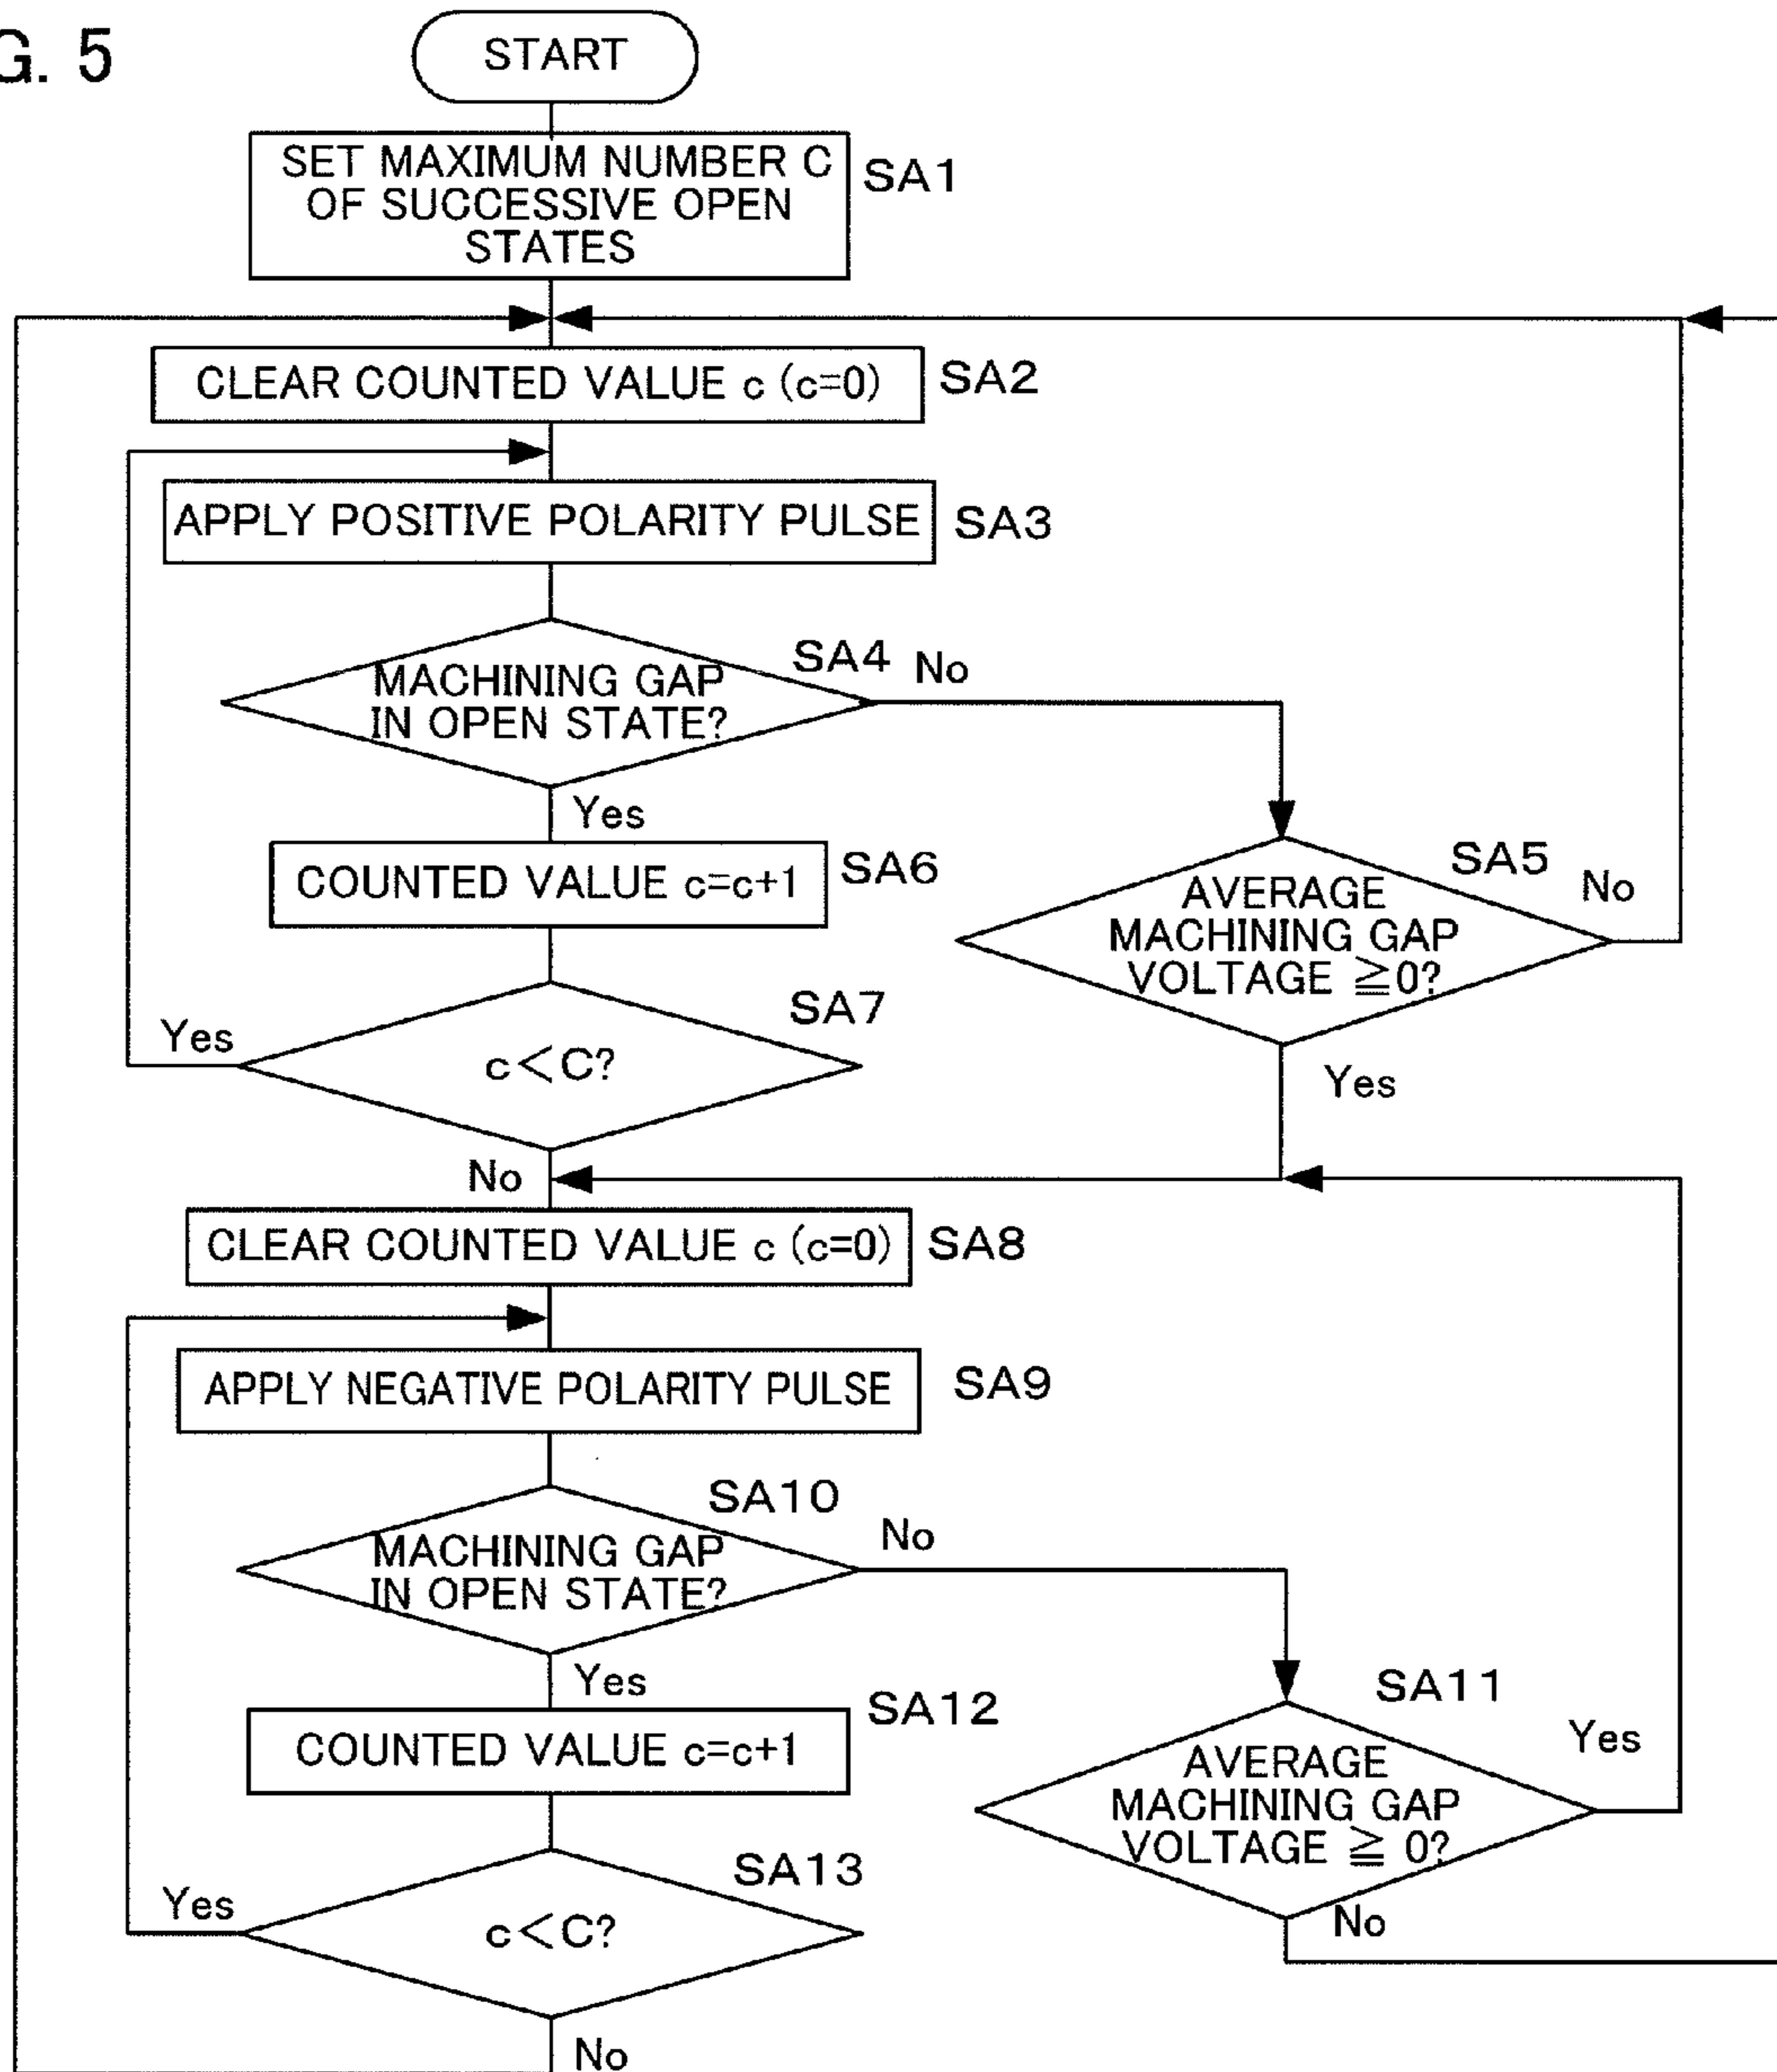 G. 5
START
SET MAXIMUM NUMBER C
OF SUCCESSIVE OPEN
STATES
SA1
CLEAR COUNTED VALUE c (c=0)
SA2
APPLY POSITIVE POLARITY PULSE
SA3
MACHINING GAP
IN OPEN STATE?
SA4
No
Yes
COUNTED VALUE c=c+1
SA6
AVERAGE
MACHINING GAP
VOLTAGE ≧0?
SA5
No
Yes
c<C?
SA7
Yes
No
CLEAR COUNTED VALUE c (c=0)
SA8
APPLY NEGATIVE POLARITY PULSE
SA9
MACHINING GAP
IN OPEN STATE?
SA10
No
Yes
COUNTED VALUE c=c+1
SA12
AVERAGE
MACHINING GAP
VOLTAGE ≧ 0?
SA11
Yes
No
c<C?
SA13
Yes
No